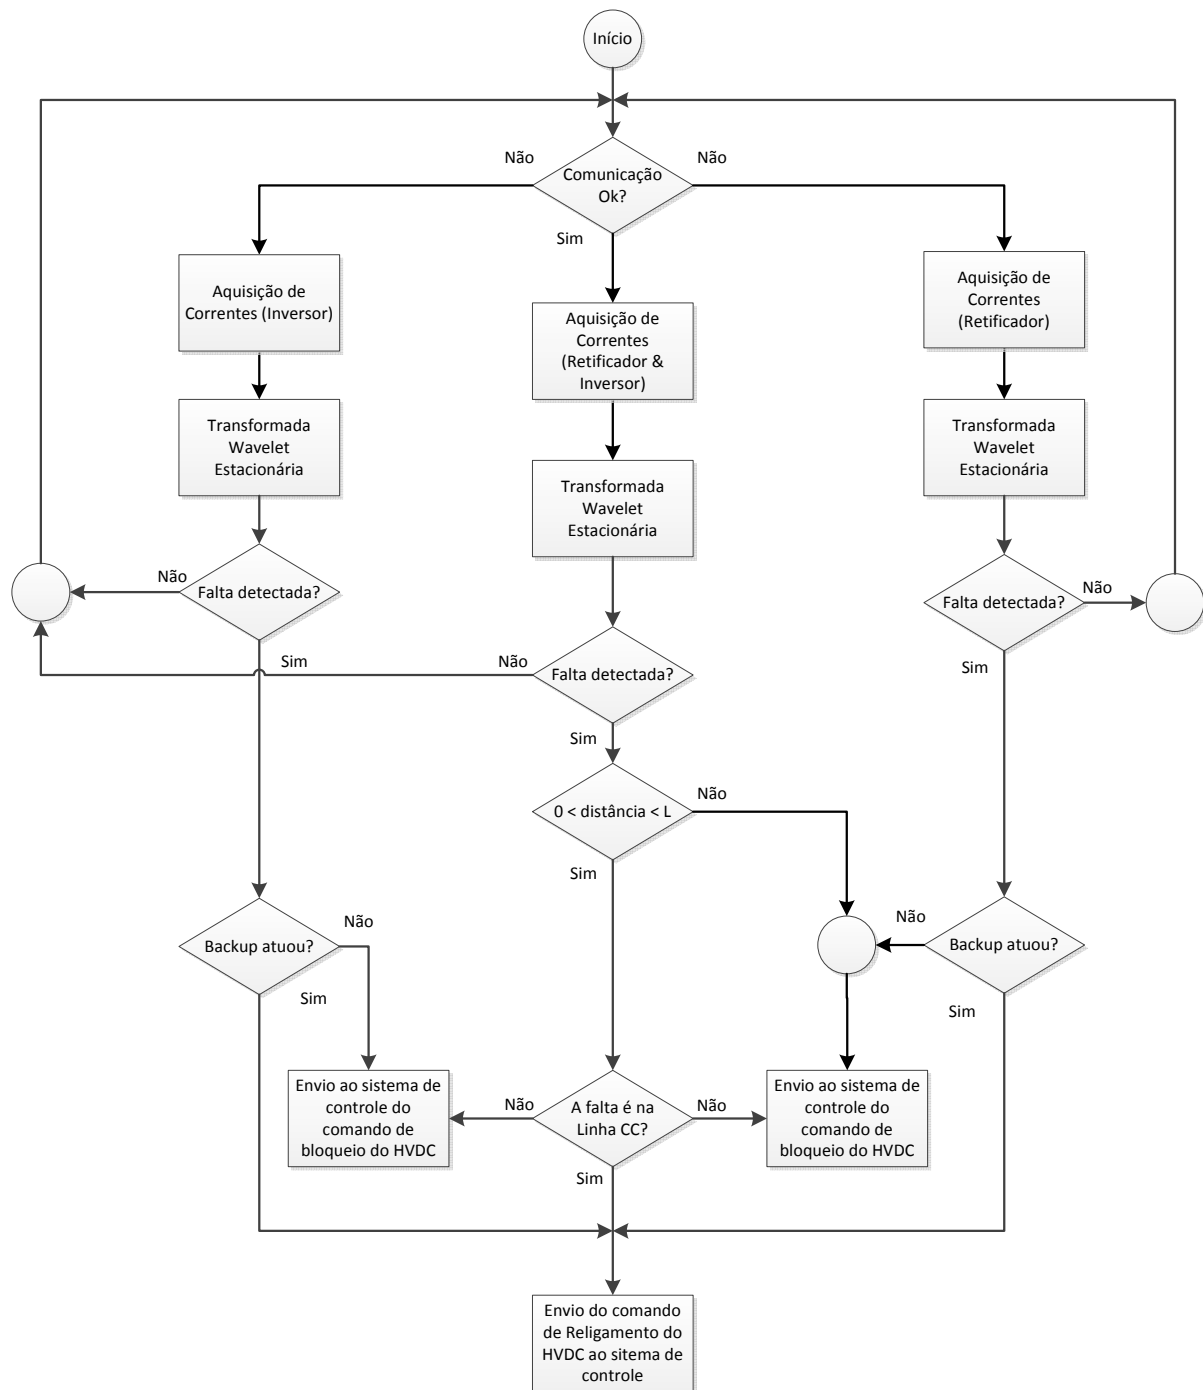 Início
Não
Não
Comunicação
Ok?
Sim
Aquisição de
Correntes (Inversor)
Aquisição de
Correntes
(Retificador &
Inversor)
Aquisição de
Correntes
(Retificador)
Transformada
Wavelet
Estacionária
Transformada
Wavelet
Estacionária
Transformada
Wavelet
Estacionária
Não
Falta detectada?
Sim
Não
Falta detectada?
Sim
Falta detectada?
Não
Sim
0 < distância < L
Não
Sim
Backup atuou?
Não
Sim
Não
Backup atuou?
Sim
Envio ao sistema de
controle do
comando de
bloqueio do HVDC
Não
A falta é na
Linha CC?
Não
Sim
Envio ao sistema de
controle do
comando de
bloqueio do HVDC
Envio do comando
de Religamento do
HVDC ao sitema de
controle